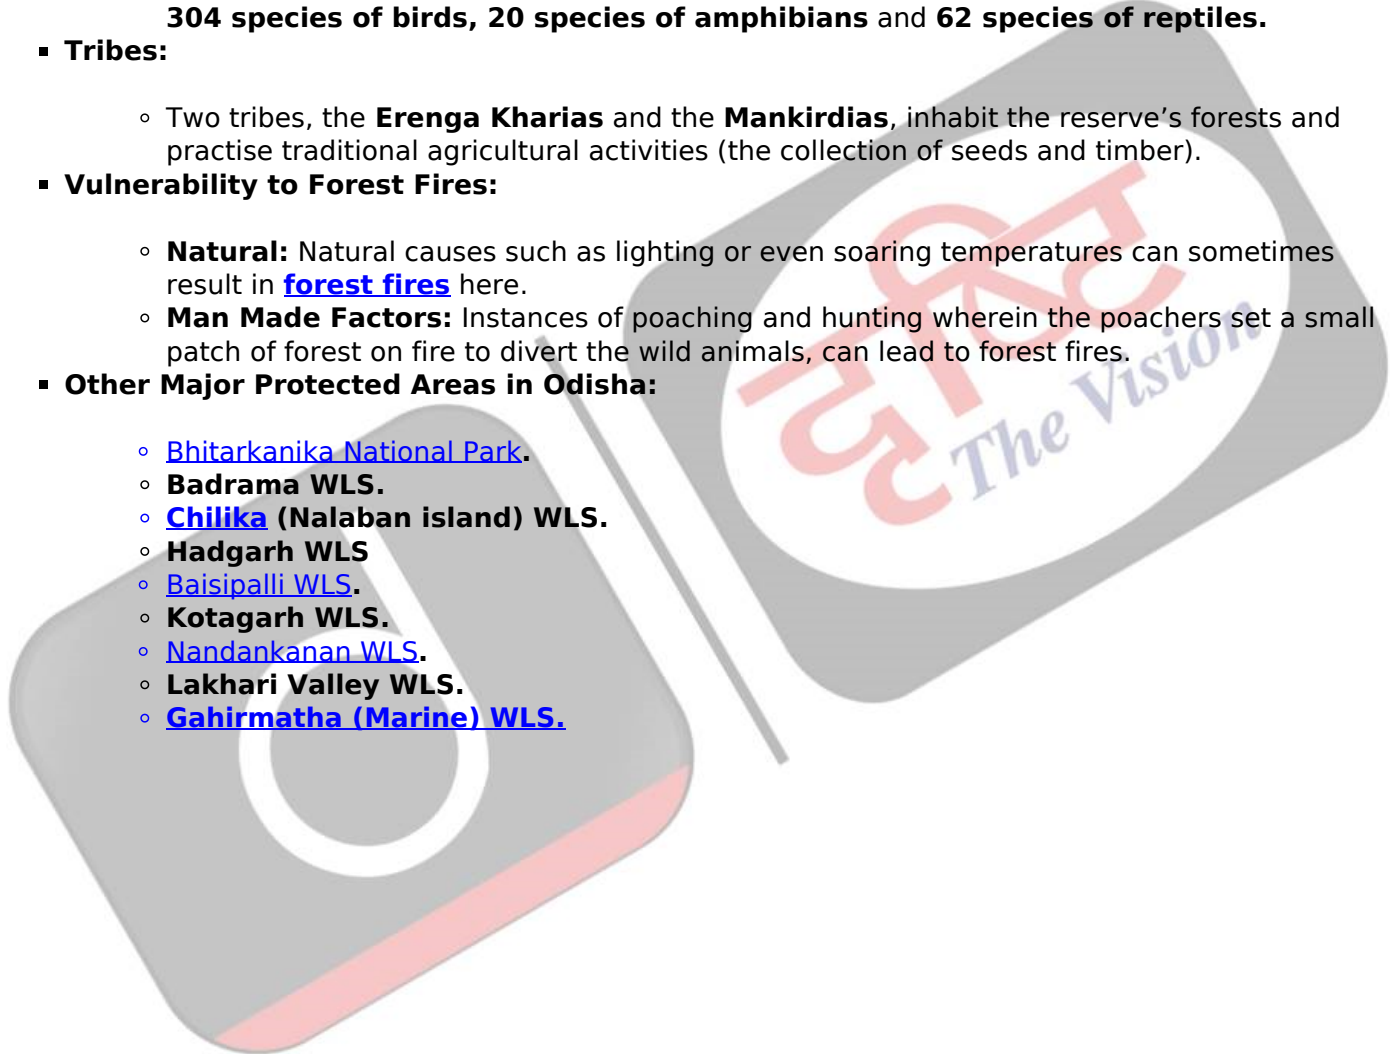 304 species of birds, 20 species of amphibians and 62 species of reptiles.
▪ Tribes:
○ Two tribes, the Erenga Kharias and the Mankirdias, inhabit the reserve’s forests and
practise traditional agricultural activities (the collection of seeds and timber).
▪ Vulnerability to Forest Fires:
○ Natural: Natural causes such as lighting or even soaring temperatures can sometimes
result in forest fires here.
○ Man Made Factors: Instances of poaching and hunting wherein the poachers set a small
patch of forest on fire to divert the wild animals, can lead to forest fires.
▪ Other Major Protected Areas in Odisha:
○ Bhitarkanika National Park.
○ Badrama WLS.
○ Chilika (Nalaban island) WLS.
○ Hadgarh WLS
○ Baisipalli WLS.
○ Kotagarh WLS.
○ Nandankanan WLS.
○ Lakhari Valley WLS.
○ Gahirmatha (Marine) WLS.
दृष्टि
The Vision